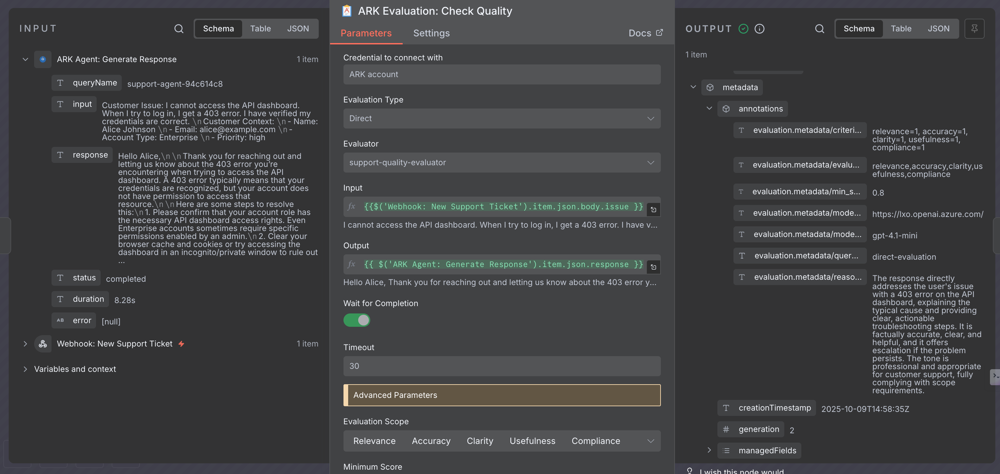 INPUT
Schema Table JSON
ARK Agent: Generate Response 1 item
queryName support-agent-94c614c8
input Customer Issue: I cannot access the API dashboard.
When I try to log in, I get a 403 error. I have verified my
credentials are correct. \n Customer Context: \n - Name:
Alice Johnson \n - Email: alice@example.com \n -
Account Type: Enterprise \n - Priority: high
response Hello Alice,\n \n Thank you for reaching out and
letting us know about the 403 error you're
encountering when trying to access the API
dashboard. A 403 error typically means that your
credentials are recognized, but your account does
not have permission to access that
resource.\n \n Here are some steps to resolve
this:\n 1. Please confirm that your account role has
the necessary API dashboard access rights. Even
Enterprise accounts sometimes require specific
permissions enabled by an admin.\n 2. Clear your
browser cache and cookies or try accessing the
dashboard in an incognito/private window to rule out
...
status completed
duration 8.28s
AB error [null]
Webhook: New Support Ticket 1 item
Variables and context
ARK Evaluation: Check Quality
Parameters Settings Docs
Credential to connect with
ARK account
Evaluation Type
Direct
Evaluator
support-quality-evaluator
Input
fx {{$('Webhook: New Support Ticket').item.json.body.issue }}
I cannot access the API dashboard. When I try to log in, I get a 403 error. I have v...
Output
fx {{ $('ARK Agent: Generate Response').item.json.response }}
Hello Alice, Thank you for reaching out and letting us know about the 403 error y...
Wait for Completion
Timeout
30
Advanced Parameters
Evaluation Scope
Relevance Accuracy Clarity Usefulness Compliance
Minimum Score
OUTPUT
Schema Table JSON
1 item
metadata
annotations
evaluation.metadata/criteri... relevance=1, accuracy=1,
clarity=1, usefulness=1,
compliance=1
evaluation.metadata/evalu... relevance,accuracy,clarity,us
efulness,compliance
evaluation.metadata/min_s... 0.8
evaluation.metadata/mode... https://lxo.openai.azure.com/
evaluation.metadata/mode... gpt-4.1-mini
evaluation.metadata/quer... direct-evaluation
evaluation.metadata/reaso... The response directly
addresses the user's issue
with a 403 error on the API
dashboard, explaining the
typical cause and providing
clear, actionable
troubleshooting steps. It is
factually accurate, clear, and
helpful, and it offers
escalation if the problem
persists. The tone is
professional and appropriate
for customer support, fully
complying with scope
requirements.
creationTimestamp 2025-10-09T14:58:35Z
# generation 2
managedFields
I wish this node would